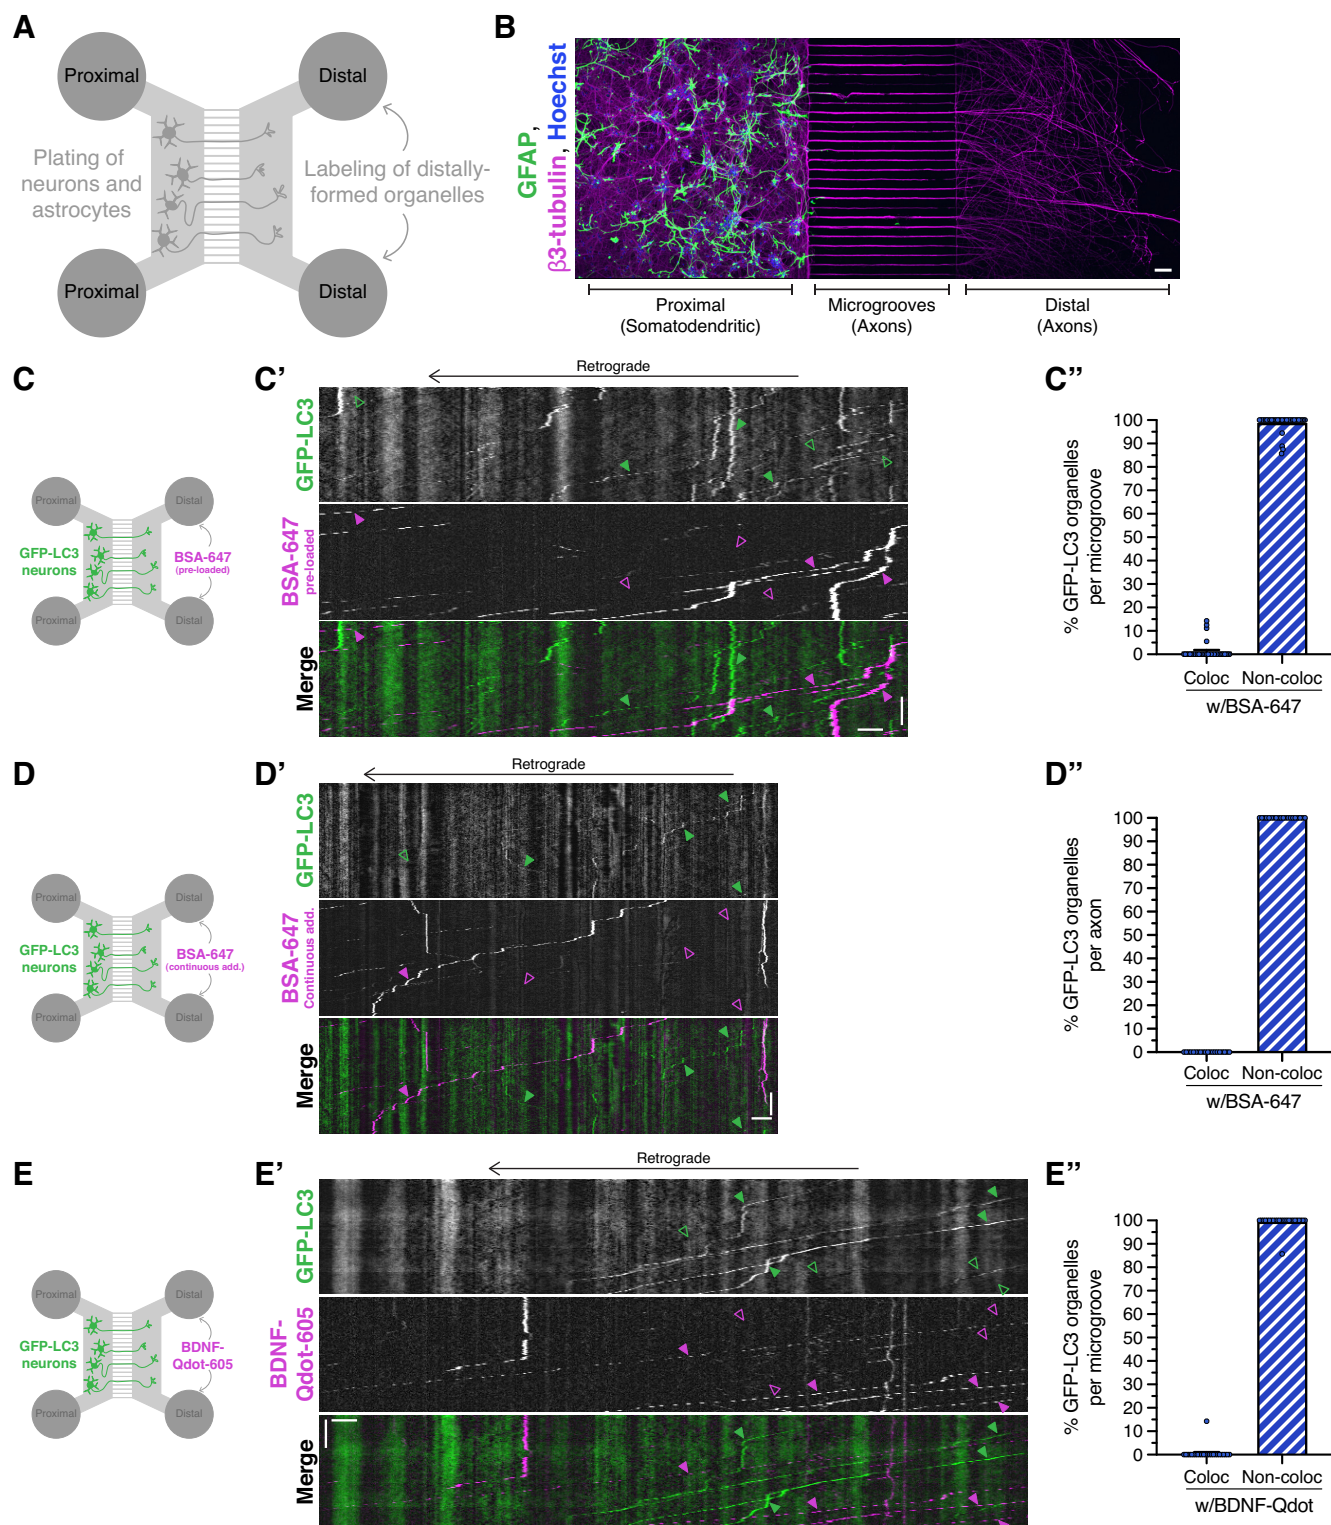 A
Proximal
Distal
Plating of
neurons and
astrocytes
Labeling of distally-
formed organelles
Proximal
Distal
B
GFAP,
β3-tubulin, Hoechst
Proximal
(Somatodendritic)
Microgrooves
(Axons)
Distal
(Axons)
C
Proximal
Distal
GFP-LC3
neurons
BSA-647
(pre-loaded)
Proximal
Distal
C'
Retrograde
GFP-LC3
BSA-647
pre-loaded
Merge
C''
% GFP-LC3 organelles
per microgroove
100
90
80
70
60
50
40
30
20
10
0
Coloc
Non-coloc
w/BSA-647
D
Proximal
Distal
GFP-LC3
neurons
BSA-647
(continuous add.)
Proximal
Distal
D'
Retrograde
GFP-LC3
BSA-647
Continuous add.
Merge
D''
% GFP-LC3 organelles
per axon
100
90
80
70
60
50
40
30
20
10
0
Coloc
Non-coloc
w/BSA-647
E
Proximal
Distal
GFP-LC3
neurons
BDNF-
Qdot-605
Proximal
Distal
E'
Retrograde
GFP-LC3
BDNF-
Qdot-605
Merge
E''
% GFP-LC3 organelles
per microgroove
100
90
80
70
60
50
40
30
20
10
0
Coloc
Non-coloc
w/BDNF-Qdot